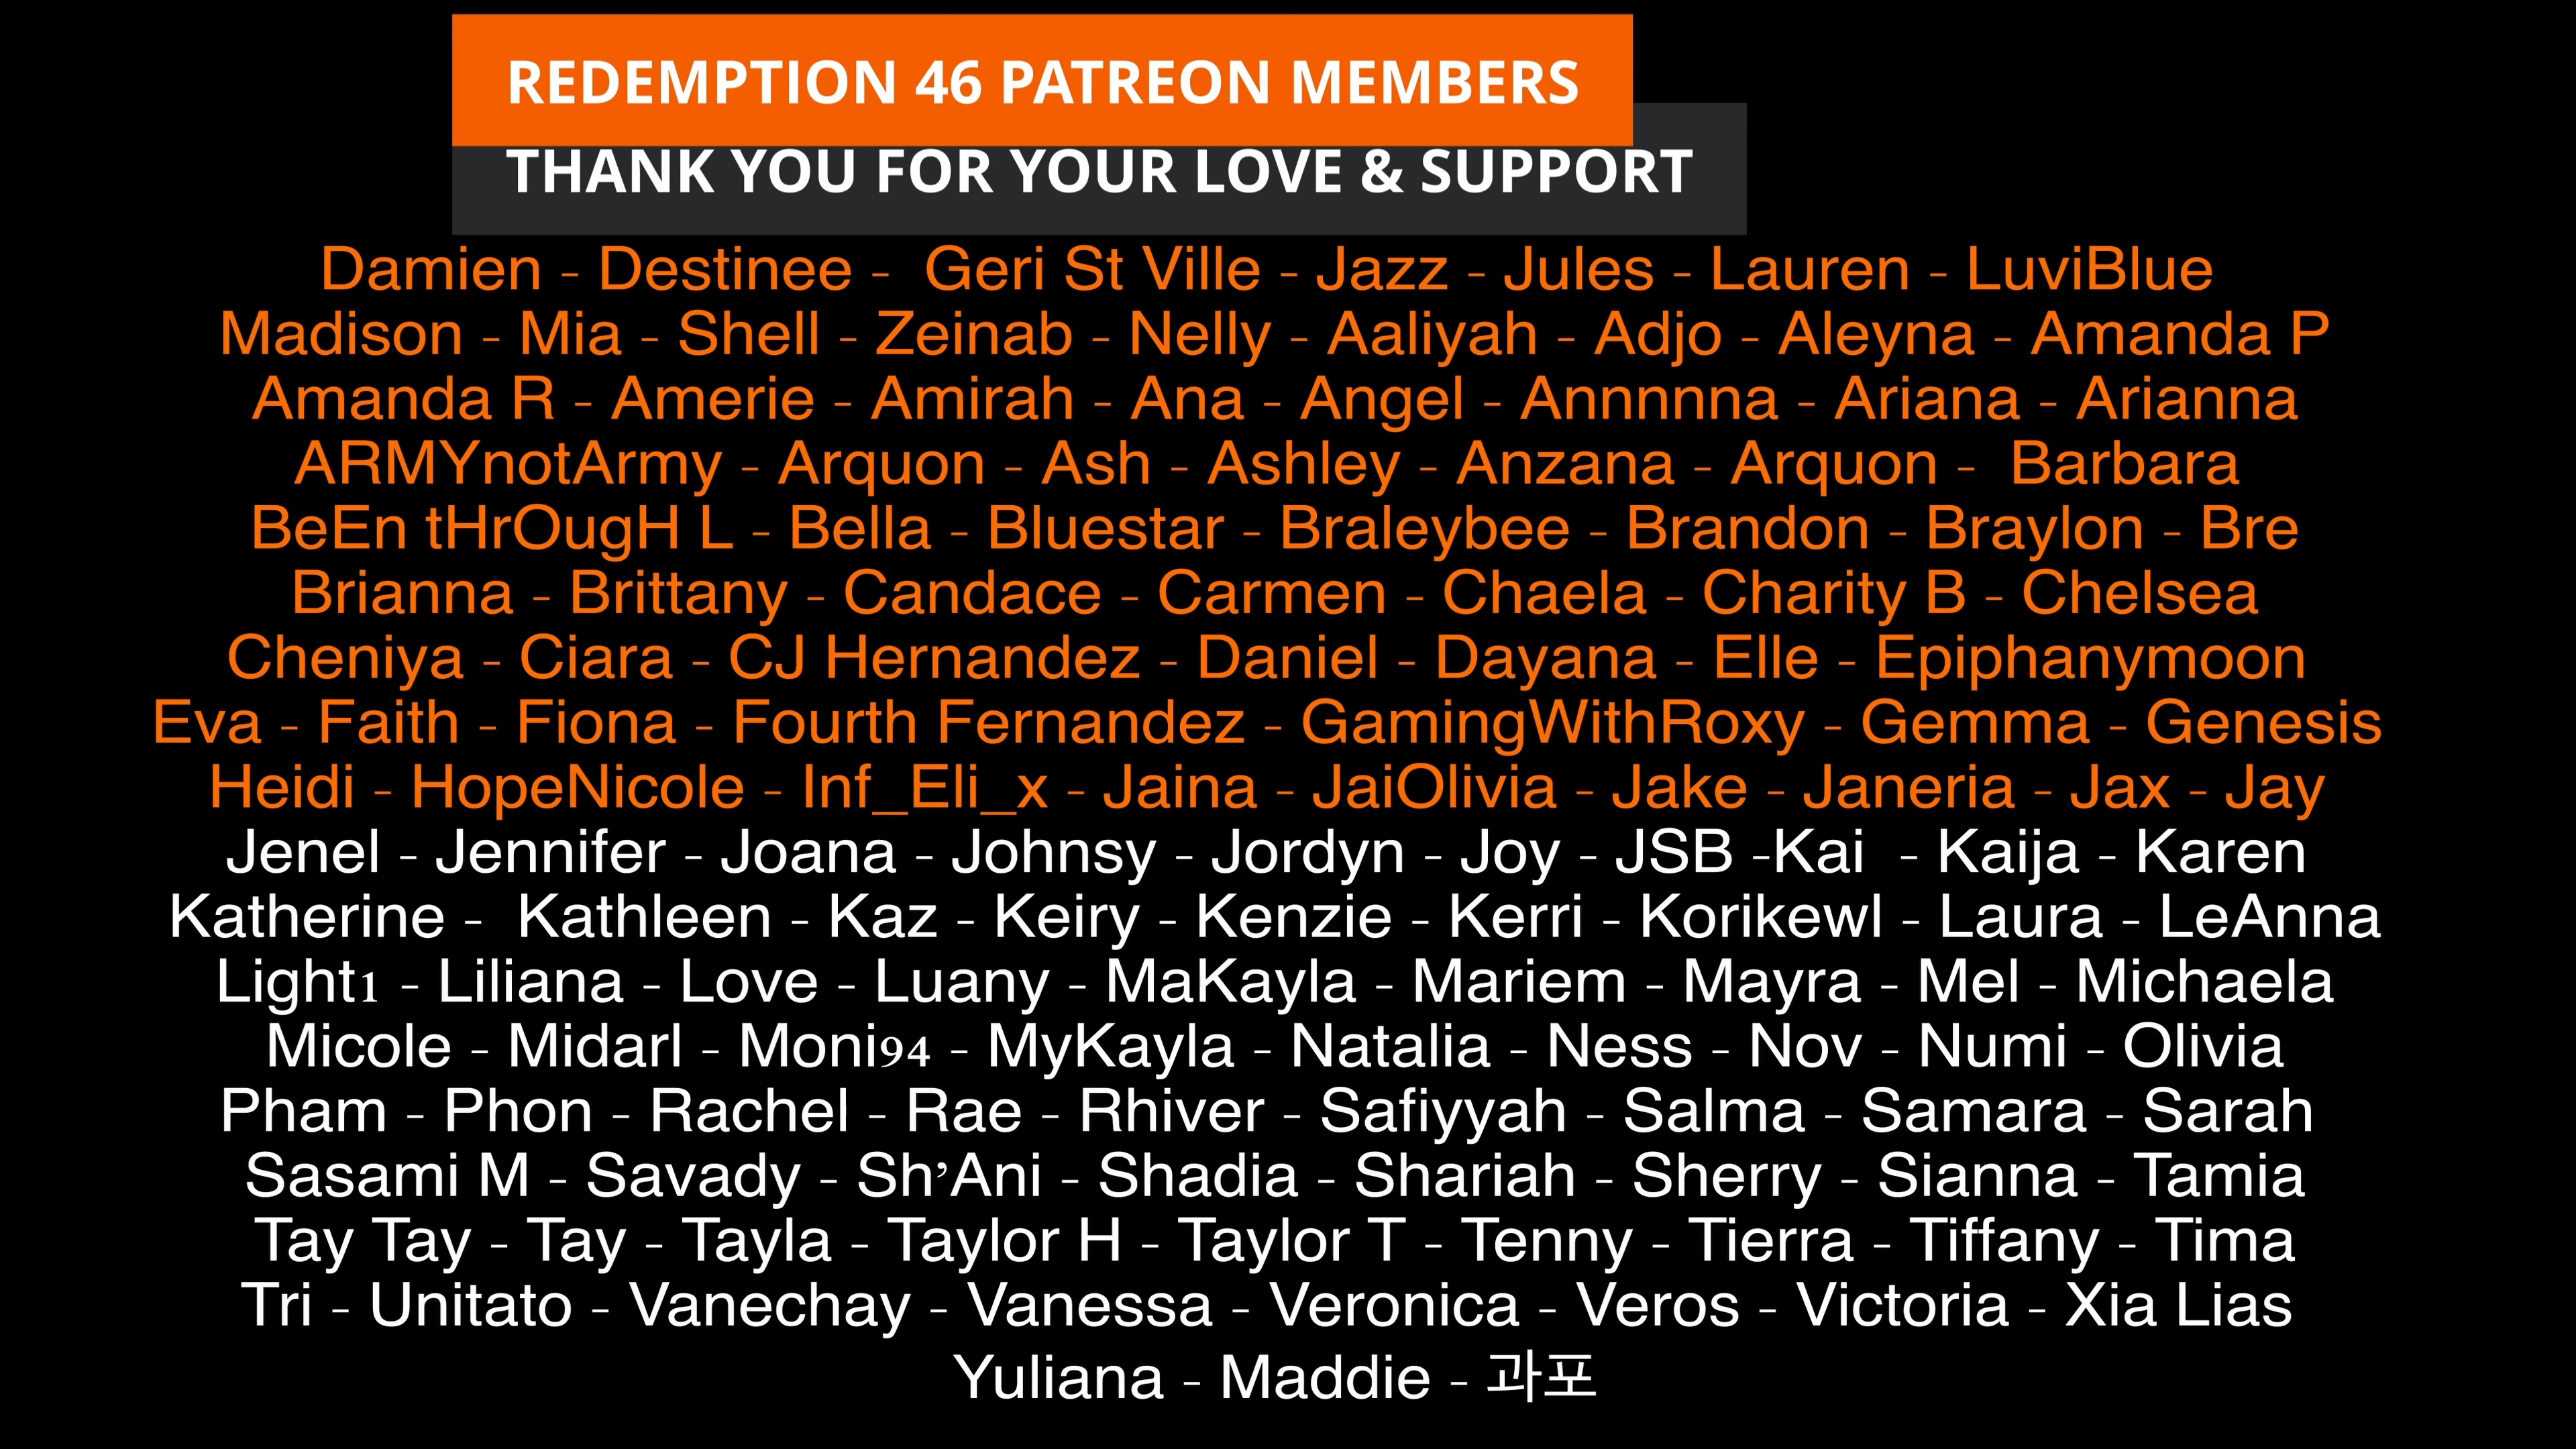 REDEMPTION 46 PATREON MEMBERS
THANK YOU FOR YOUR LOVE & SUPPORT
Damien - Destinee -  Geri St Ville - Jazz - Jules - Lauren - LuviBlue
Madison - Mia - Shell - Zeinab - Nelly - Aaliyah - Adjo - Aleyna - Amanda P
Amanda R - Amerie - Amirah - Ana - Angel - Annnnna - Ariana - Arianna
ARMYnotArmy - Arquon - Ash - Ashley - Anzana - Arquon -  Barbara
BeEn tHrOugH L - Bella - Bluestar - Braleybee - Brandon - Braylon - Bre
Brianna - Brittany - Candace - Carmen - Chaela - Charity B - Chelsea
Cheniya - Ciara - CJ Hernandez - Daniel - Dayana - Elle - Epiphanymoon
Eva - Faith - Fiona - Fourth Fernandez - GamingWithRoxy - Gemma - Genesis
Heidi - HopeNicole - Inf_Eli_x - Jaina - JaiOlivia - Jake - Janeria - Jax - Jay
Jenel - Jennifer - Joana - Johnsy - Jordyn - Joy - JSB -Kai  - Kaija - Karen
Katherine -  Kathleen - Kaz - Keiry - Kenzie - Kerri - Korikewl - Laura - LeAnna
Light1 - Liliana - Love - Luany - MaKayla - Mariem - Mayra - Mel - Michaela
Micole - Midarl - Moni94 - MyKayla - Natalia - Ness - Nov - Numi - Olivia
Pham - Phon - Rachel - Rae - Rhiver - Safiyyah - Salma - Samara - Sarah
Sasami M - Savady - Sh’Ani - Shadia - Shariah - Sherry - Sianna - Tamia
Tay Tay - Tay - Tayla - Taylor H - Taylor T - Tenny - Tierra - Tiffany - Tima
Tri - Unitato - Vanechay - Vanessa - Veronica - Veros - Victoria - Xia Lias
Yuliana - Maddie - 과포